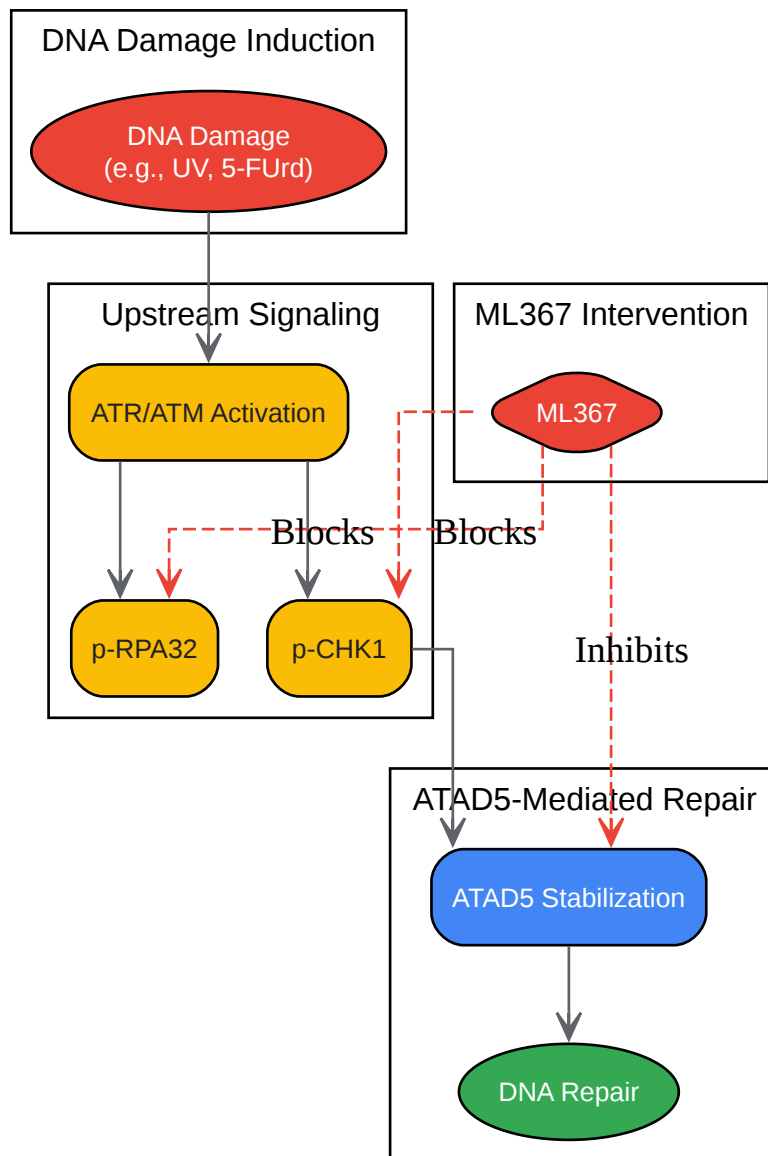 DNA Damage Induction
DNA Damage
(e.g., UV, 5-FUrd)
Upstream Signaling
ML367 Intervention
ATR/ATM Activation
ML367
Blocks
Blocks
p-RPA32
p-CHK1
Inhibits
ATAD5-Mediated Repair
ATAD5 Stabilization
DNA Repair